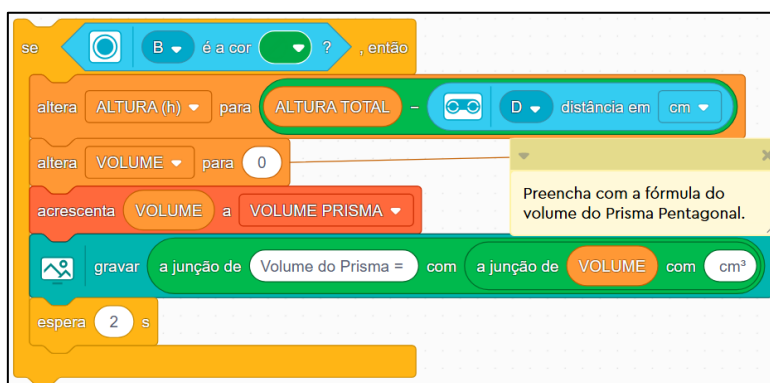 se B é a cor ? , então
altera ALTURA (h) para ALTURA TOTAL - D distância em cm
altera VOLUME para 0
Preencha com a fórmula do
volume do Prisma Pentagonal.
acrescenta VOLUME a VOLUME PRISMA
gravar a junção de Volume do Prisma = com a junção de VOLUME com cm³
espera 2 s